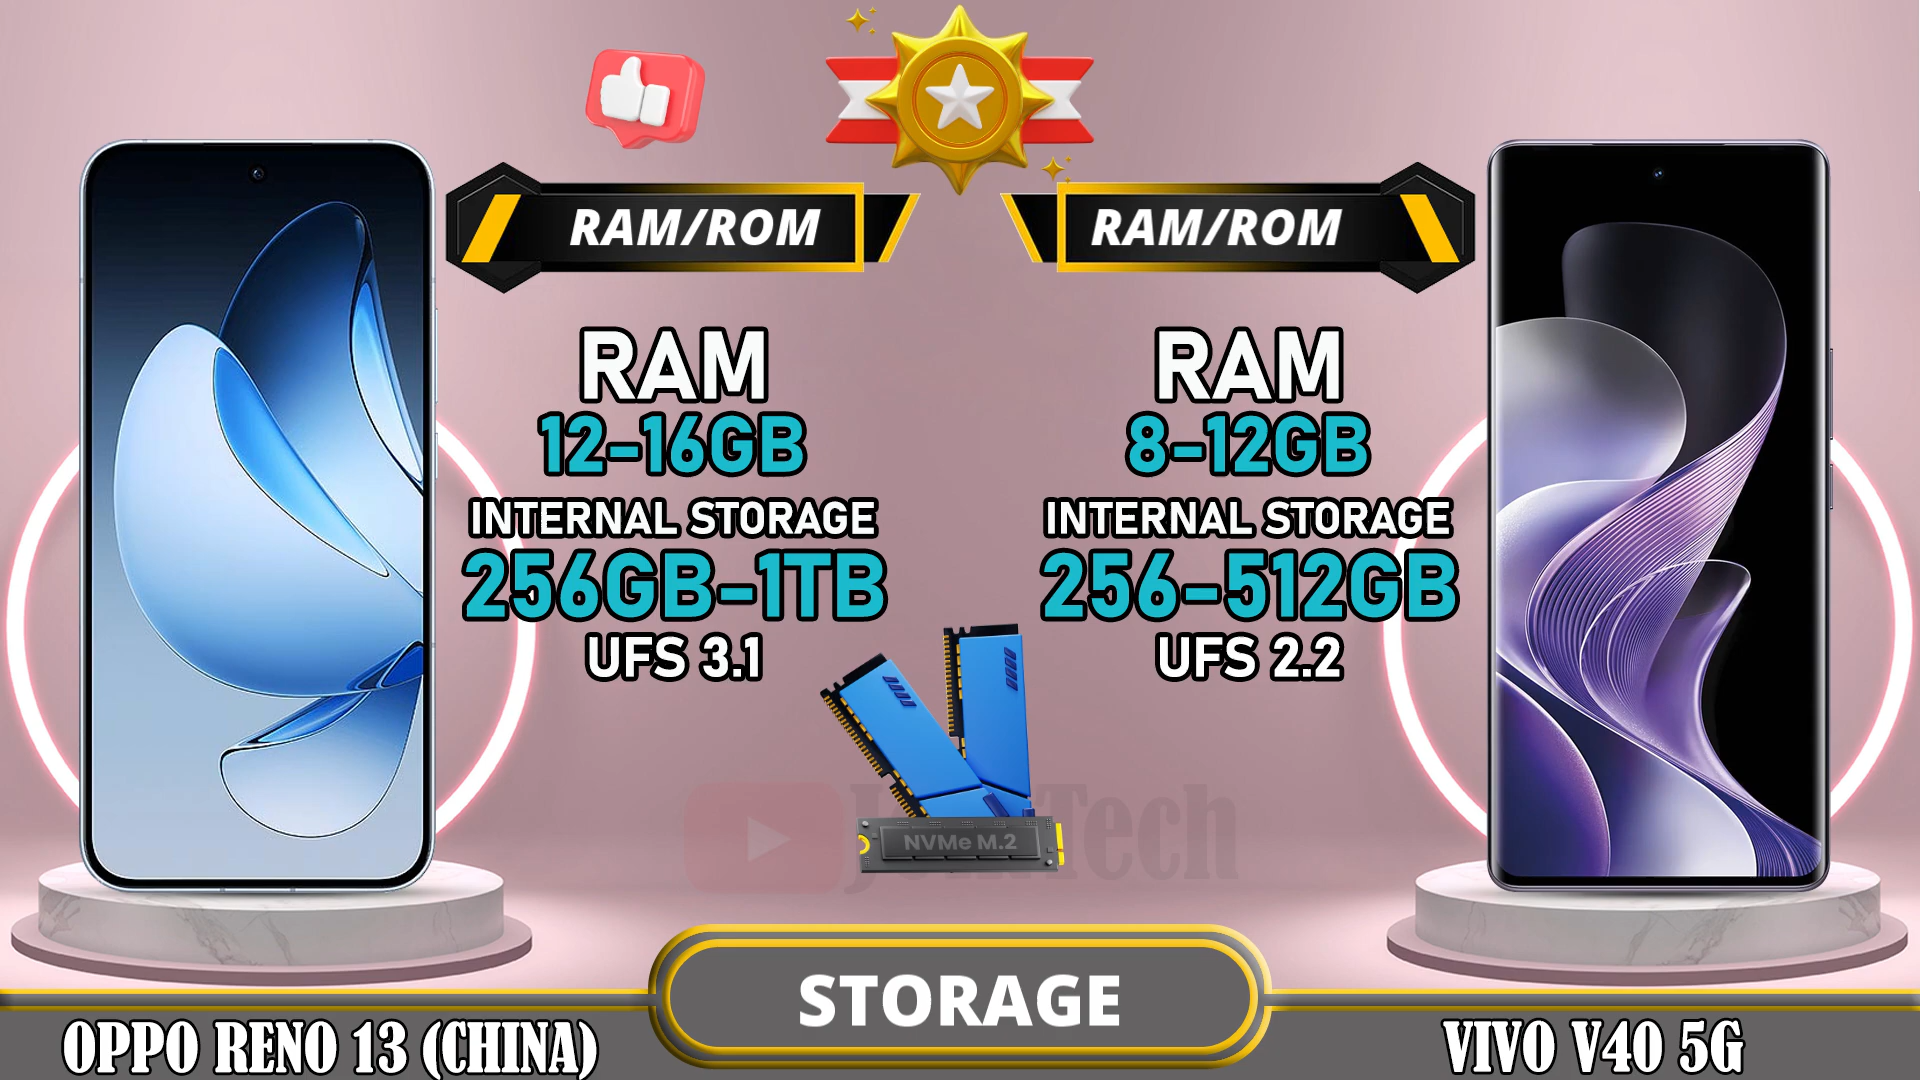 RAM/ROM
RAM/ROM
RAM
12-16GB
INTERNAL STORAGE
256GB-1TB
UFS 3.1
RAM
8-12GB
INTERNAL STORAGE
256-512GB
UFS 2.2
NVMe M.2
Tech
STORAGE
OPPO RENO 13 (CHINA)
VIVO V40 5G